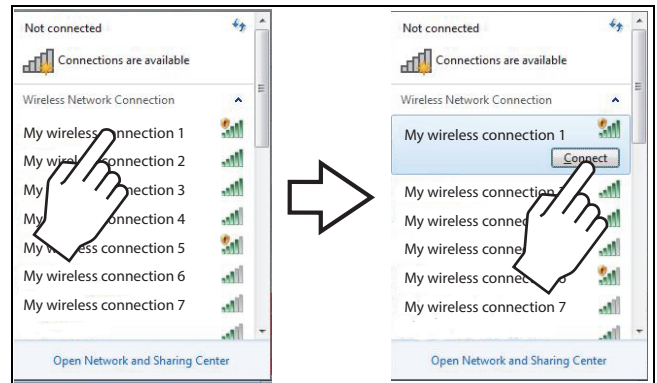 Not connected
Connections are available
Wireless Network Connection
My wireless 1
My 2
My 3
My 4
My connection 5
My wireless connection 6
My wireless connection 7
Open Network and Sharing Center
Not connected
Connections are available
Wireless Network Connection
My wireless connection 1
Connect
My wireless connection
My wireless
My wireless
My wireless
My wireless connection 7
Open Network and Sharing Center